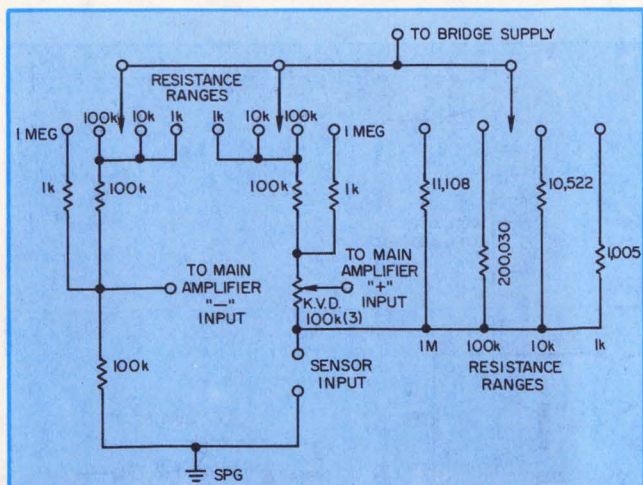 TO BRIDGE SUPPLY
RESISTANCE
RANGES
1 MEG
100k
10k
1k
1k
10k
100k
1 MEG
1k
100k
100k
1k
11,108
200,030
10,522
1,005
TO MAIN
AMPLIFIER
"—"
INPUT
TO MAIN
AMPLIFIER
"+"
INPUT
K.V.D.
100k(3)
100k
SENSOR
INPUT
1M
100k
10k
1k
RESISTANCE
RANGES
SPG